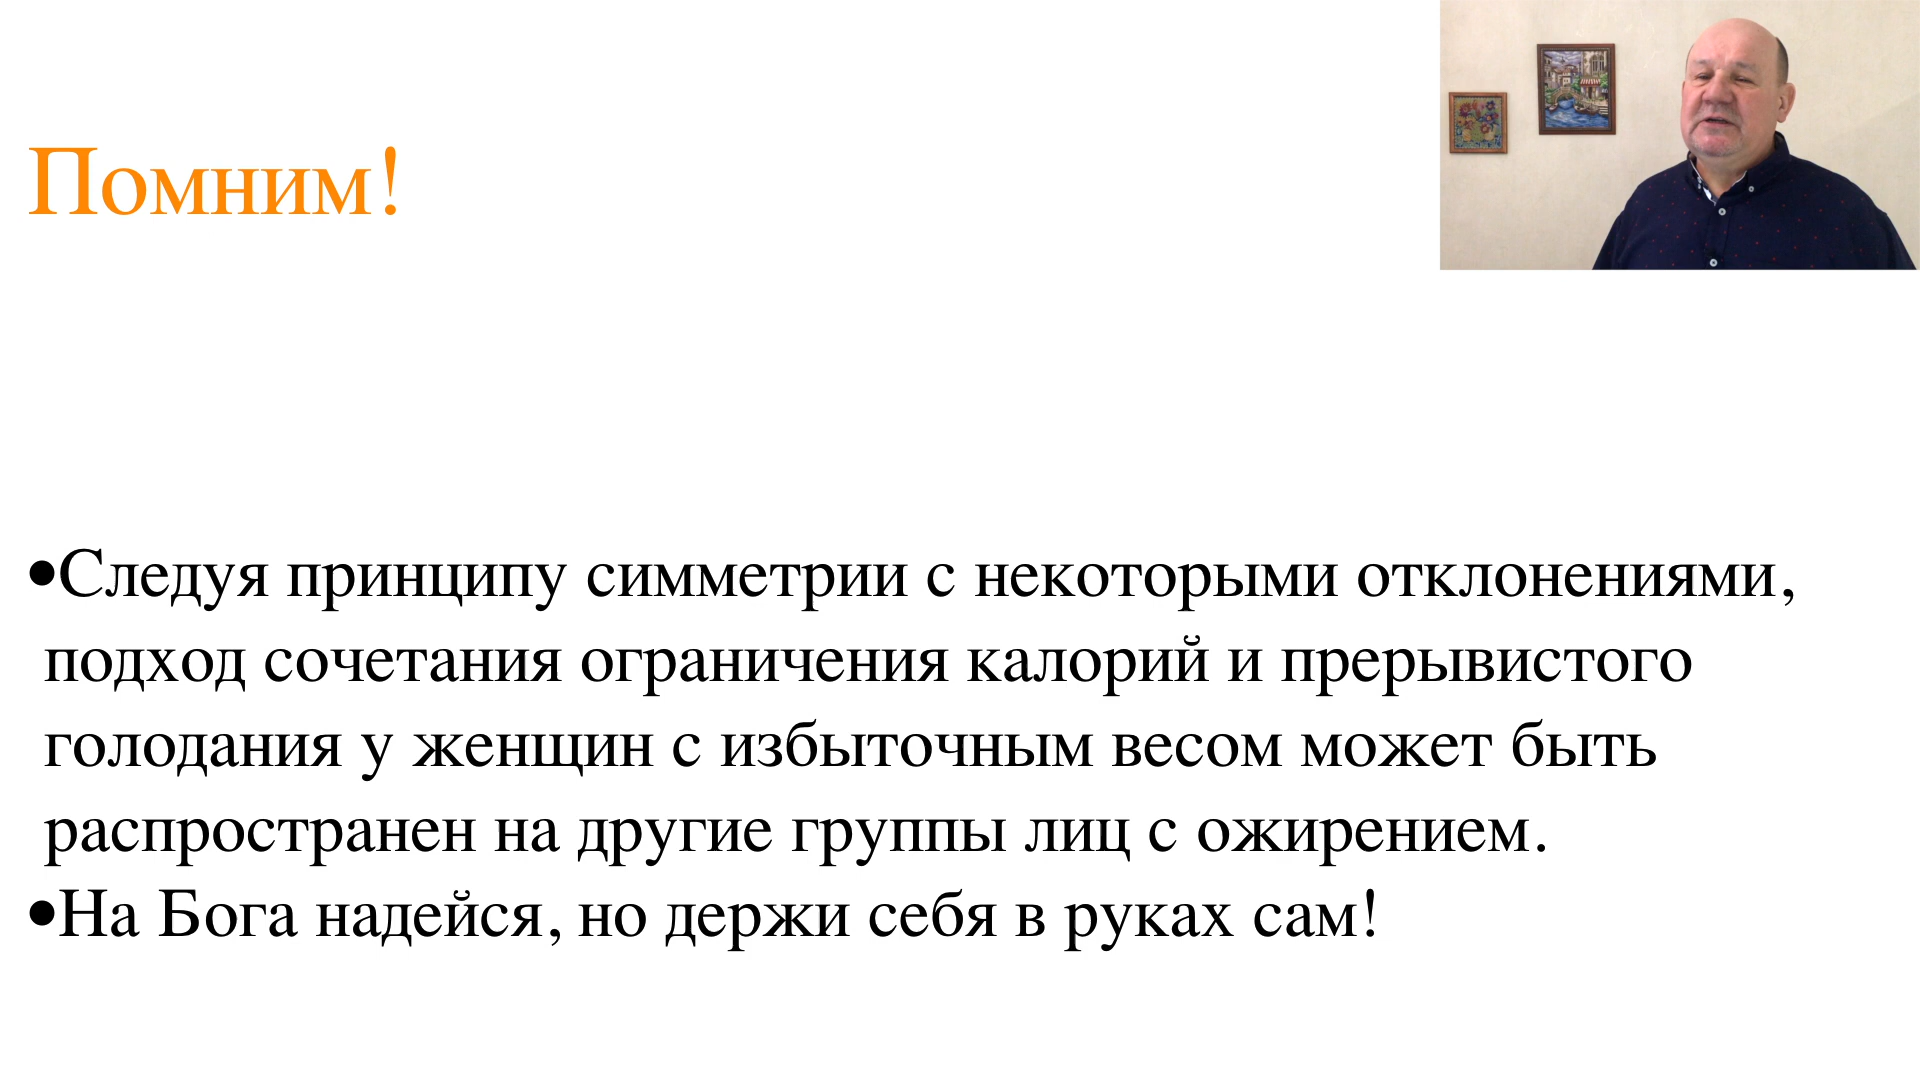 Помним!
•Следуя принципу симметрии с некоторыми отклонениями,
подход сочетания ограничения калорий и прерывистого
голодания у женщин с избыточным весом может быть
распространен на другие группы лиц с ожирением.
•На Бога надейся, но держи себя в руках сам!